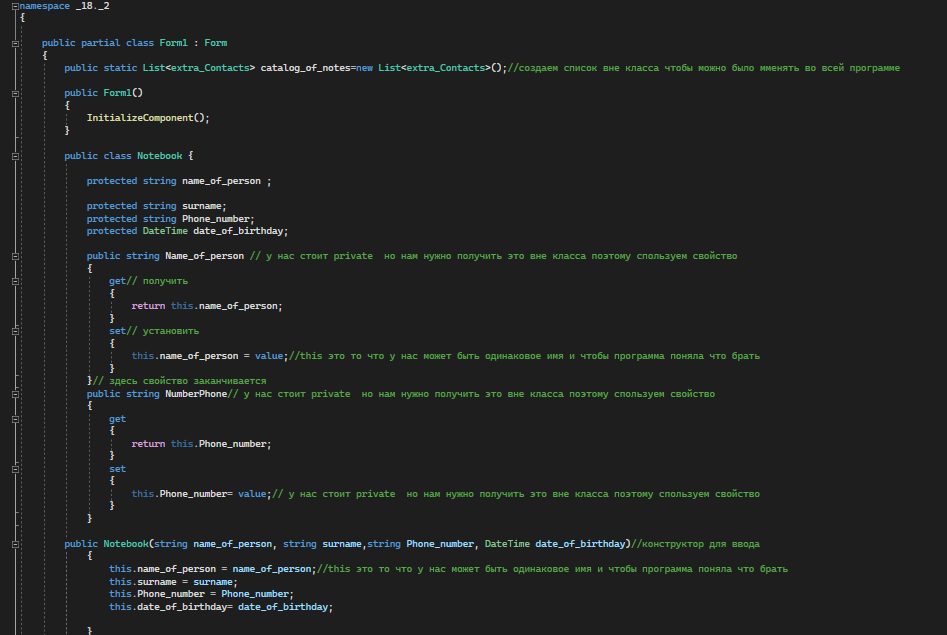 namespace _18._2
{
public partial class Form1 : Form
{
public static List<extra_Contacts> catalog_of_notes=new List<extra_Contacts>();//создаем список вне класса чтобы можно было мменять во всей программе
public Form1()
{
InitializeComponent();
}
public class Notebook {
protected string name_of_person ;
protected string surname;
protected string Phone_number;
protected DateTime date_of_birthday;
public string Name_of_person // у нас стоит private  но нам нужно получить это вне класса поэтому спользуем свойство
{
get// получить
{
return this.name_of_person;
}
set// установить
{
this.name_of_person = value;//this это то что у нас может быть одинаковое имя и чтобы программа поняла что брать
}
}// здесь свойство заканчивается
public string NumberPhone// у нас стоит private  но нам нужно получить это вне класса поэтому спользуем свойство
{
get
{
return this.Phone_number;
}
set
{
this.Phone_number= value;// у нас стоит private  но нам нужно получить это вне класса поэтому спользуем свойство
}
}
public Notebook(string name_of_person, string surname,string Phone_number, DateTime date_of_birthday)//конструктор для ввода
{
this.name_of_person = name_of_person;//this это то что у нас может быть одинаковое имя и чтобы программа поняла что брать
this.surname = surname;
this.Phone_number = Phone_number;
this.date_of_birthday= date_of_birthday;
}